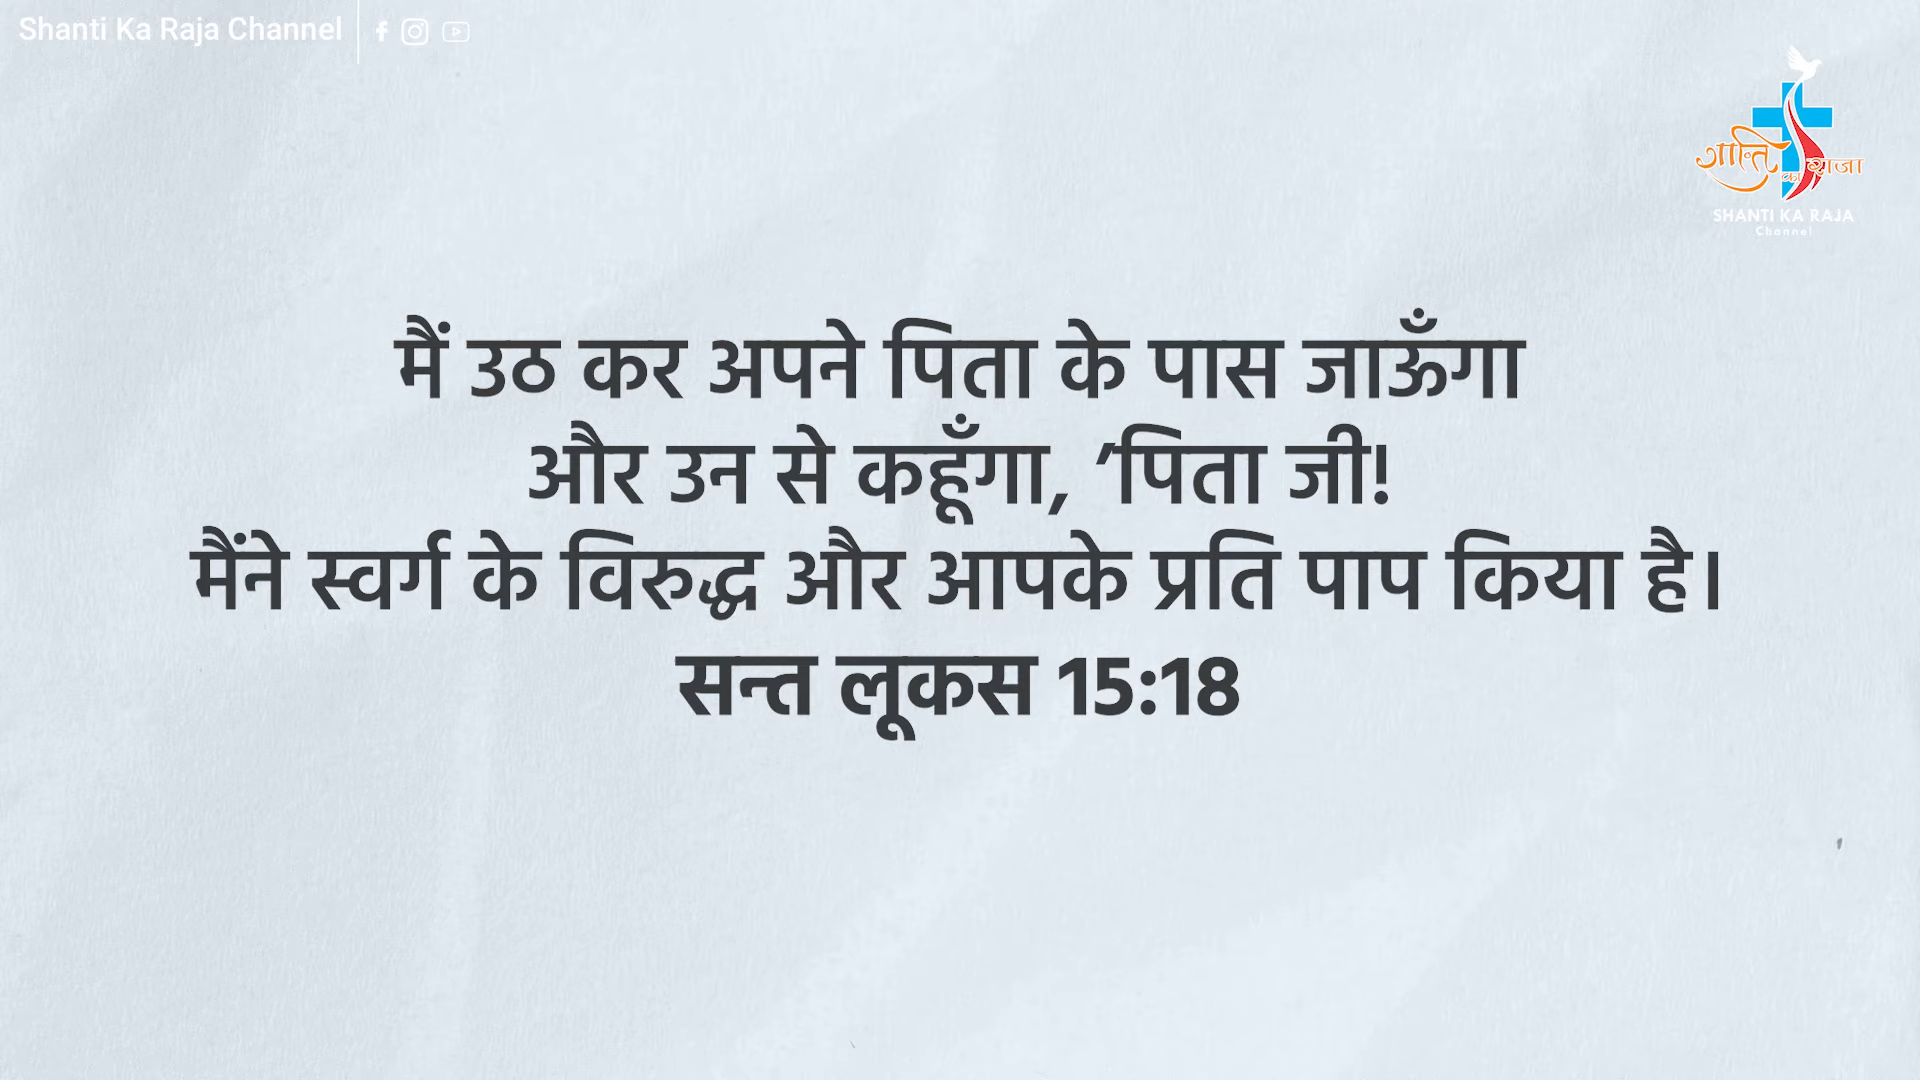 Shanti Ka Raja Channel
शान्ति का राजा
SHANTI KA RAJA
Channel
मैं उठ कर अपने पिता के पास जाऊँगा
और उन से कहूँगा, ’पिता जी!
मैंने स्वर्ग के विरुद्ध और आपके प्रति पाप किया है।
सन्त लूकस 15:18